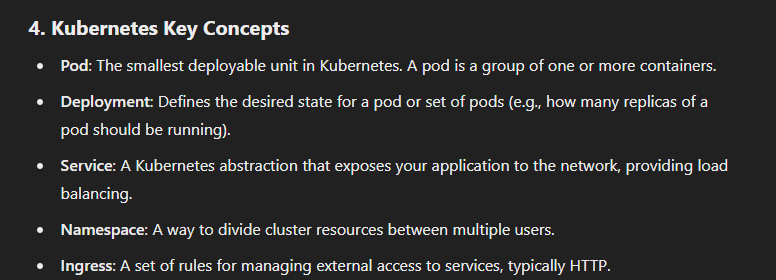 4. Kubernetes Key Concepts
• Pod: The smallest deployable unit in Kubernetes. A pod is a group of one or more containers.
• Deployment: Defines the desired state for a pod or set of pods (e.g., how many replicas of a
pod should be running).
• Service: A Kubernetes abstraction that exposes your application to the network, providing load
balancing.
• Namespace: A way to divide cluster resources between multiple users.
• Ingress: A set of rules for managing external access to services, typically HTTP.